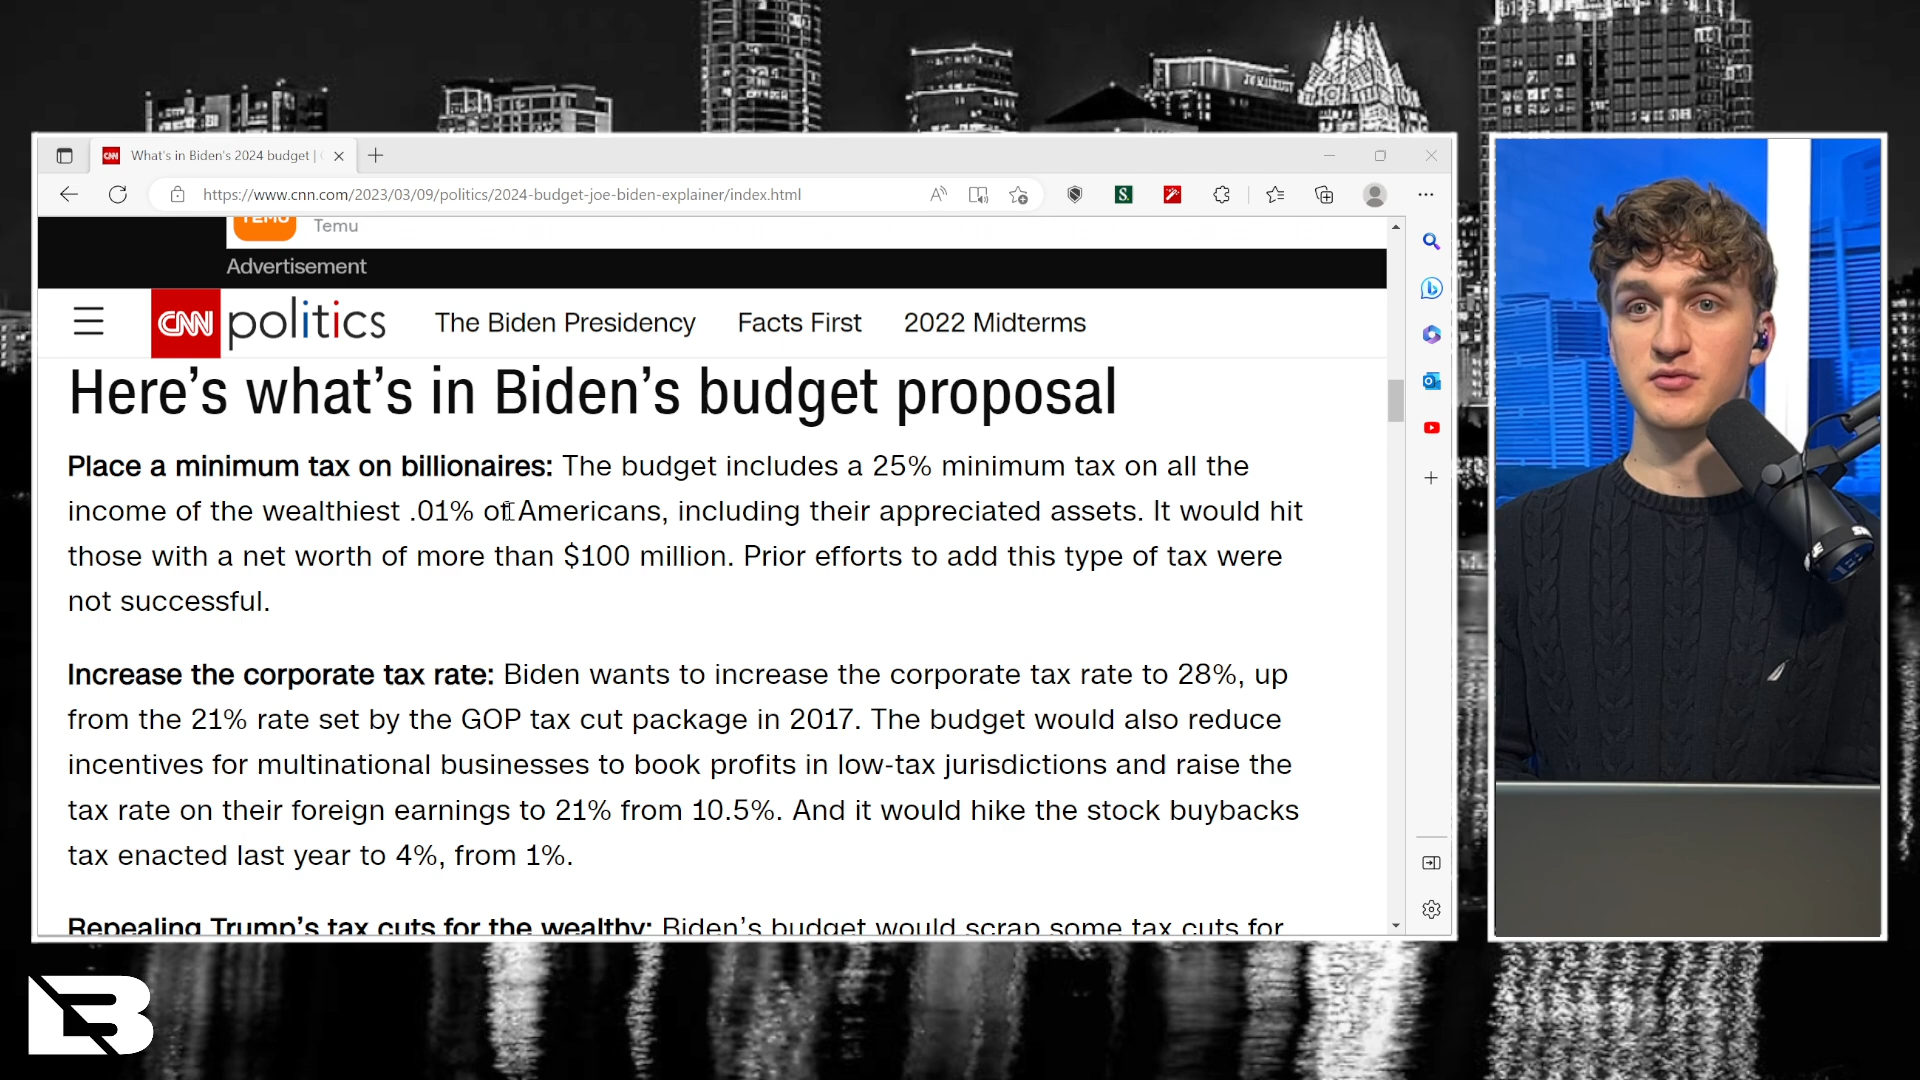 What's in Biden's 2024 budget |
https://www.cnn.com/2023/03/09/politics/2024-budget-joe-biden-explainer/index.html
TEMU Temu
Advertisement
CNN politics The Biden Presidency Facts First 2022 Midterms
Here's what's in Biden's budget proposal
Place a minimum tax on billionaires: The budget includes a 25% minimum tax on all the
income of the wealthiest .01% of Americans, including their appreciated assets. It would hit
those with a net worth of more than $100 million. Prior efforts to add this type of tax were
not successful.
Increase the corporate tax rate: Biden wants to increase the corporate tax rate to 28%, up
from the 21% rate set by the GOP tax cut package in 2017. The budget would also reduce
incentives for multinational businesses to book profits in low-tax jurisdictions and raise the
tax rate on their foreign earnings to 21% from 10.5%. And it would hike the stock buybacks
tax enacted last year to 4%, from 1%.
Repealing Trump's tax cuts for the wealthy: Biden's budget would scrap some tax cuts for